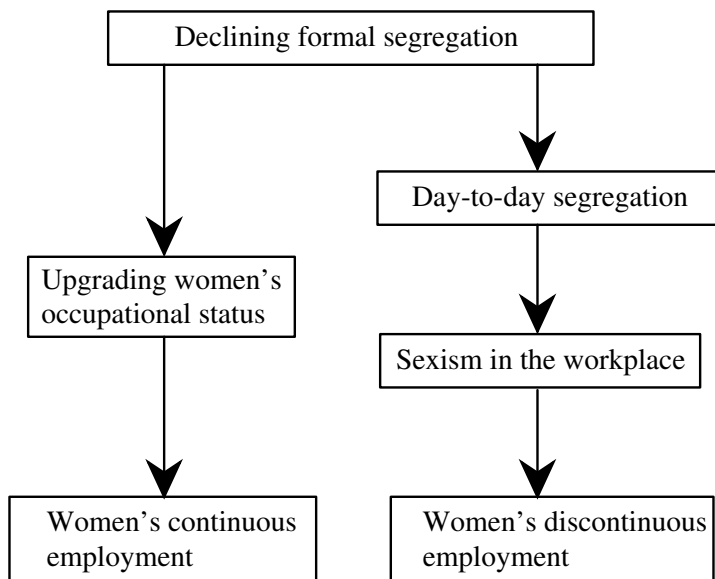 Declining formal segregation
Day-to-day segregation
Upgrading women’s
occupational status
Sexism in the workplace
Women’s continuous
employment
Women’s discontinuous
employment